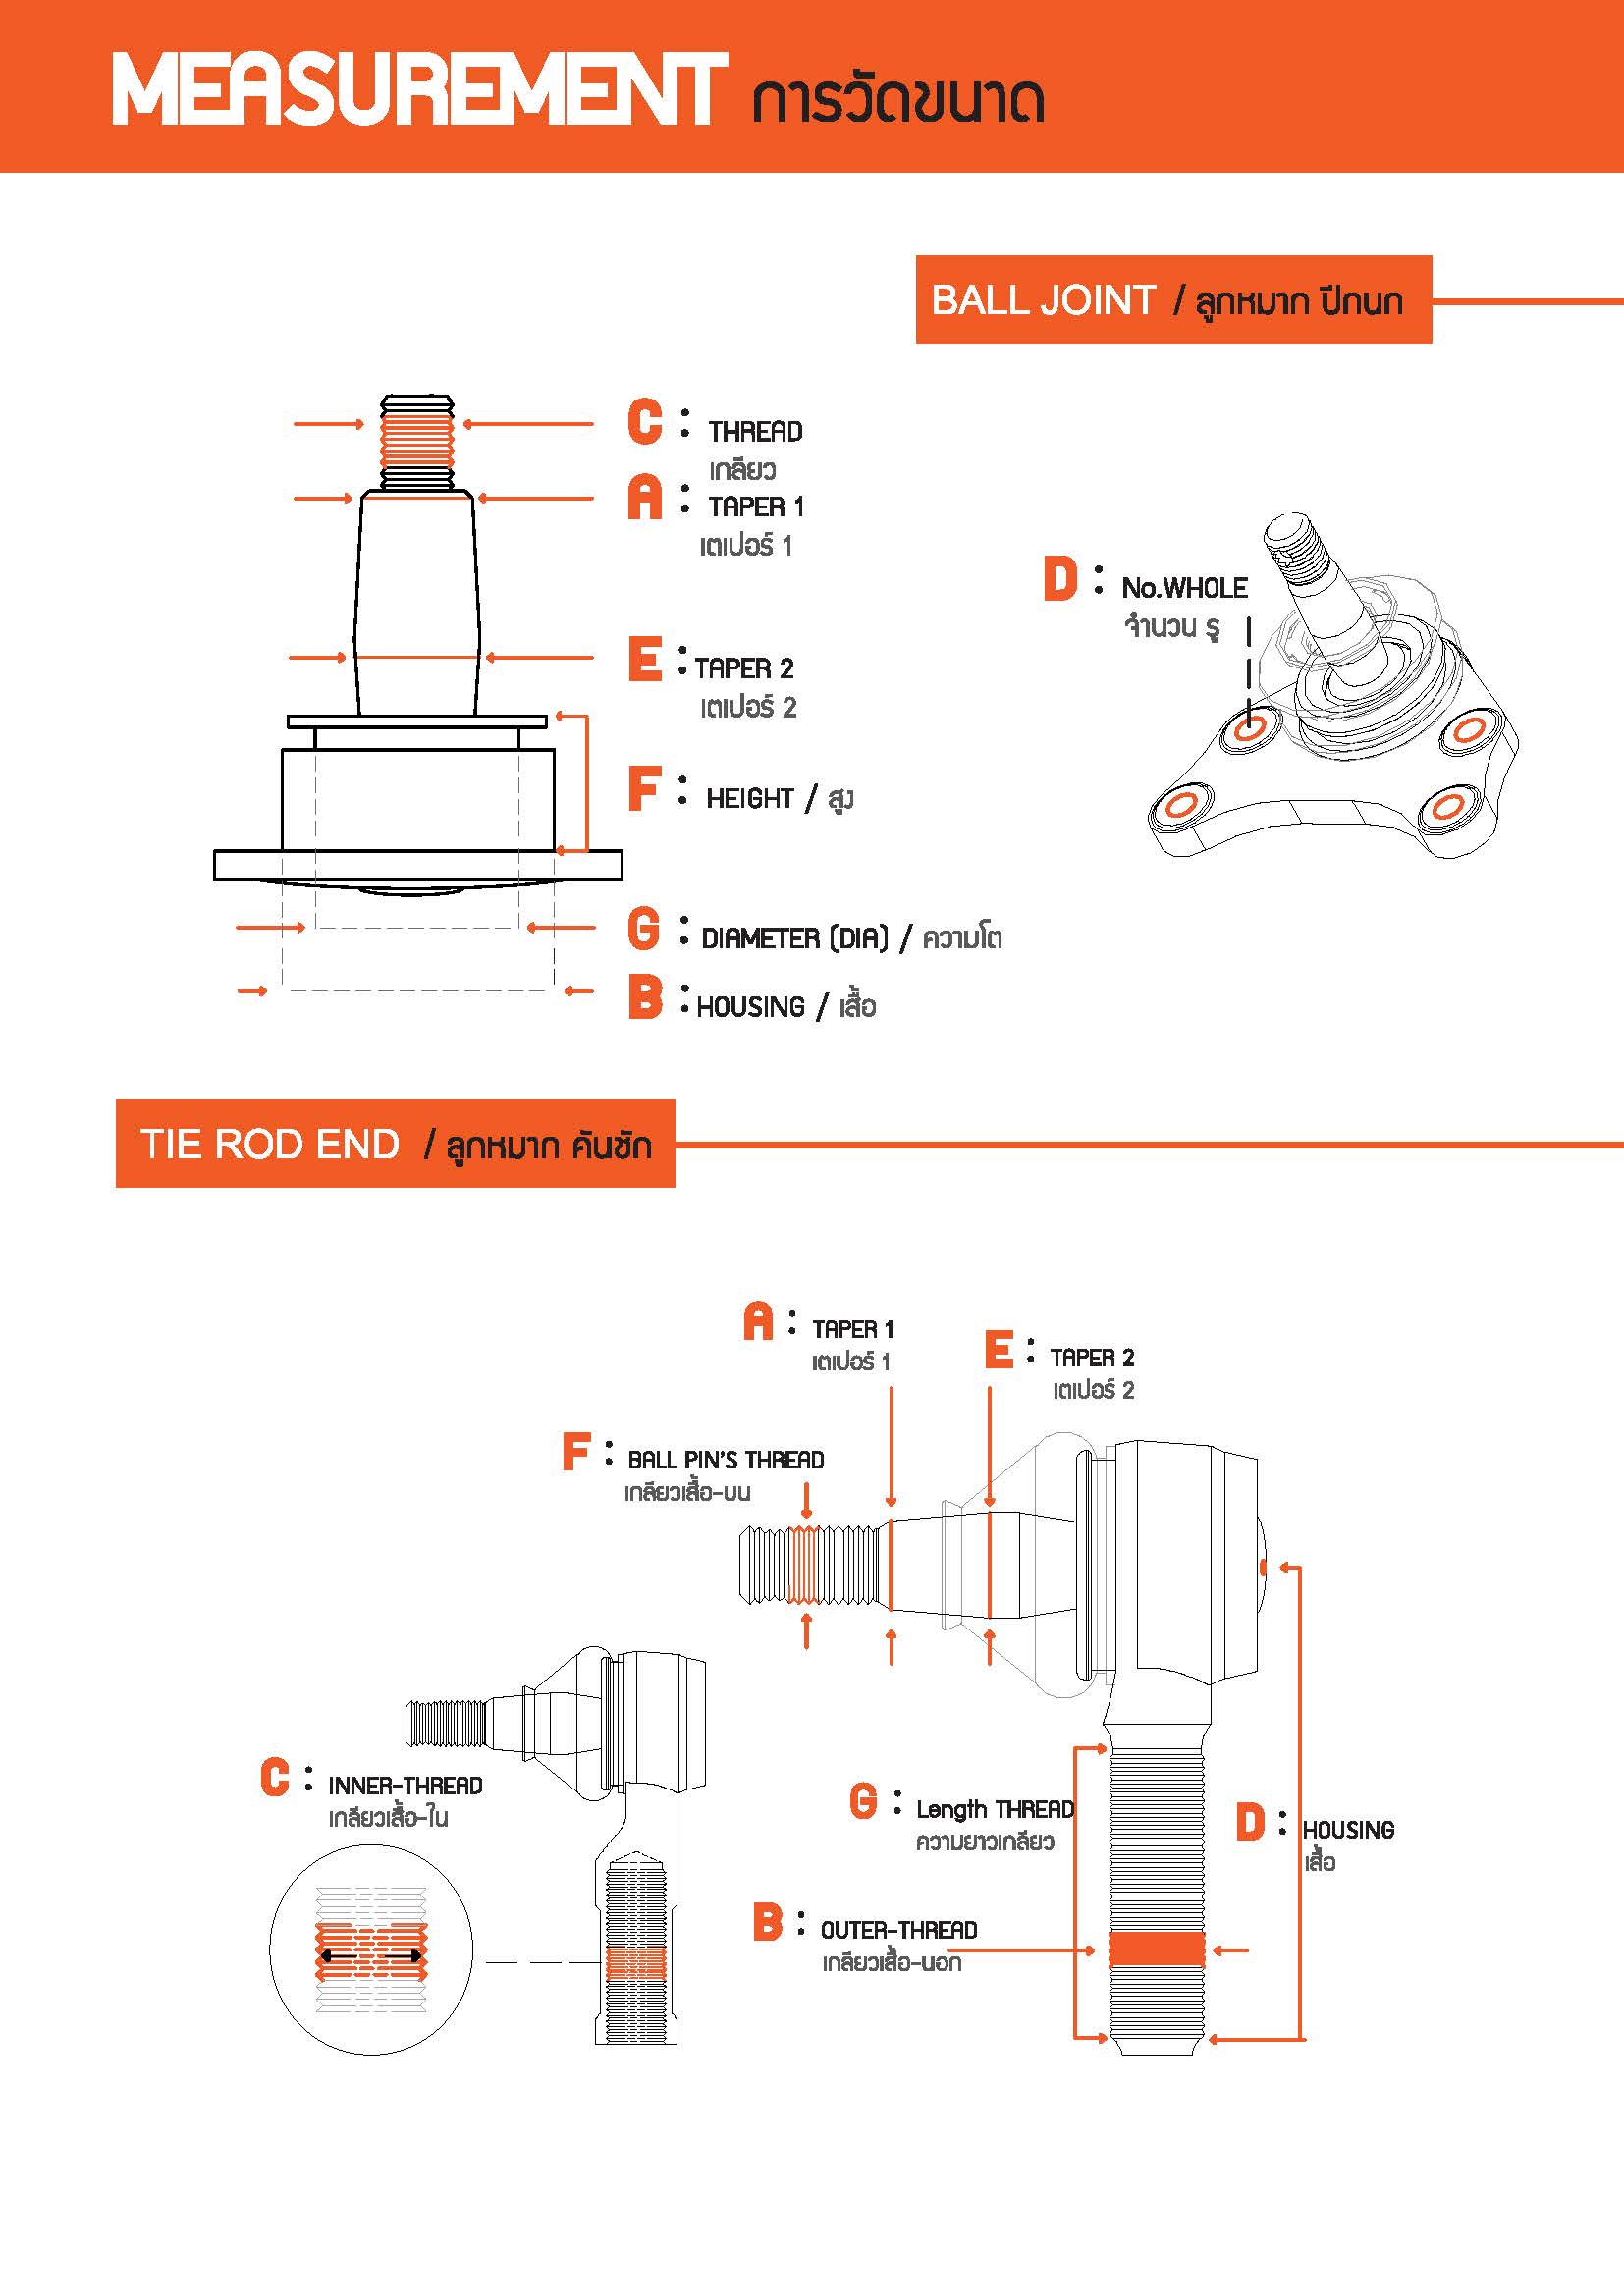 MEASUREMENT การวัดขนาด
BALL JOINT / ลูกหมาก ปีกนก
C : THREAD
เกลียว
A : TAPER 1
เตเปอร์ 1
E : TAPER 2
เตเปอร์ 2
F : HEIGHT / สูง
G : DIAMETER (DIA) / ความโต
B : HOUSING / เสื้อ
D : No.WHOLE
จำนวน รู
TIE ROD END / ลูกหมาก คันชัก
A : TAPER 1
เตเปอร์ 1
E : TAPER 2
เตเปอร์ 2
F : BALL PIN'S THREAD
เกลียวเสื้อ-บน
C : INNER-THREAD
เกลียวเสื้อ-ใน
G : Length THREAD
ความยาวเกลียว
D : HOUSING
เสื้อ
B : OUTER-THREAD
เกลียวเสื้อ-นอก